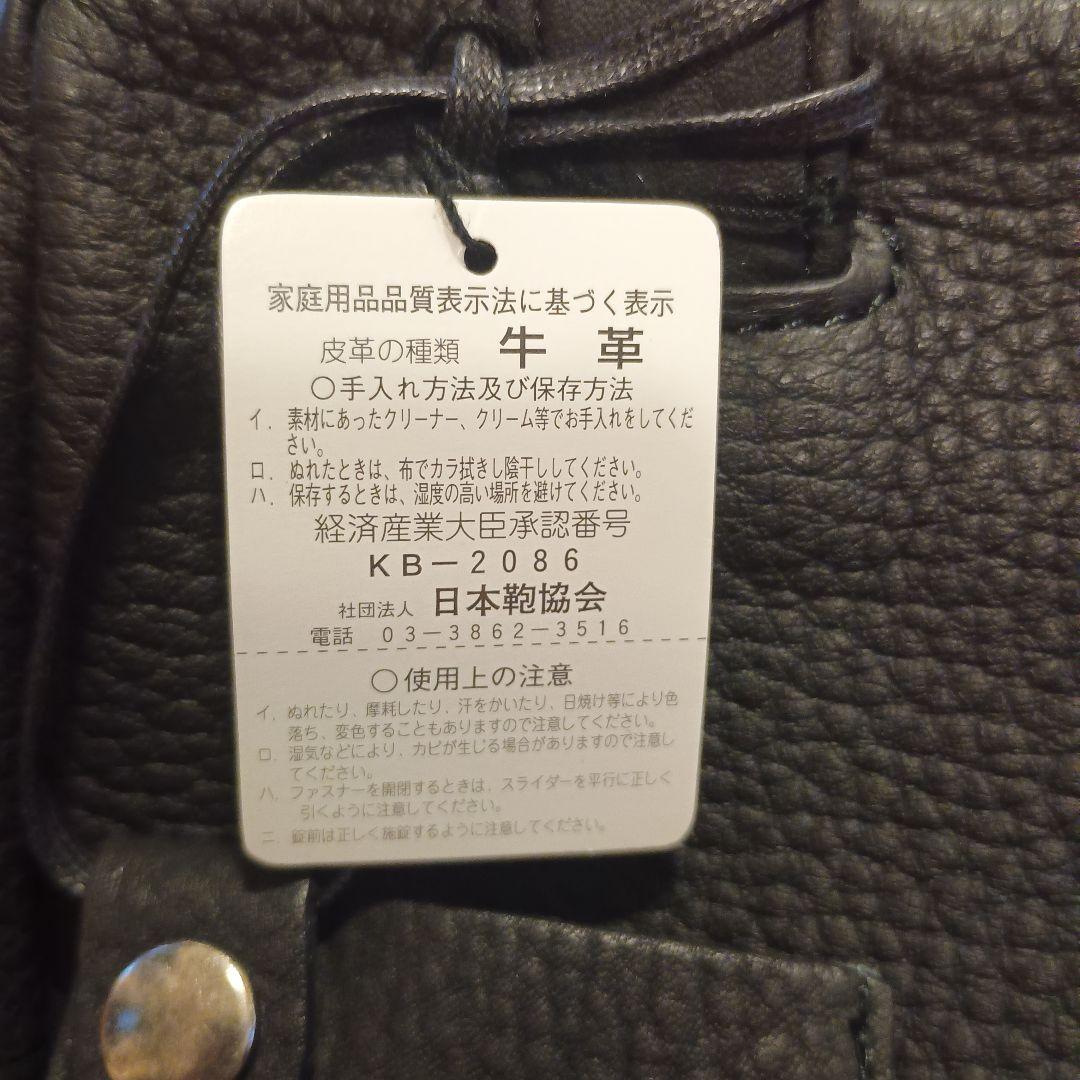 家庭用品品質表示法に基づく表示
皮革の種類 牛革
○手入れ方法及び保存方法
イ．素材にあったクリーナー、クリーム等でお手入れをしてくだ
さい。
ロ．ぬれたときは、布でカラ拭きし陰干ししてください。
ハ．保存するときは、湿度の高い場所を避けてください。
経済産業大臣承認番号
KB－2086
社団法人 日本鞄協会
電話 03－3862－3516
○使用上の注意
イ．ぬれたり、摩耗したり、汗をかいたり、日焼け等により色
落ち、変色することもありますので注意してください。
ロ．湿気などにより、カビが生じる場合がありますので注意し
てください。
ハ．ファスナーを開閉するときは、スライダーを平行に正しく
引くように注意してください。
ニ．錠前は正しく施錠するように注意してください。